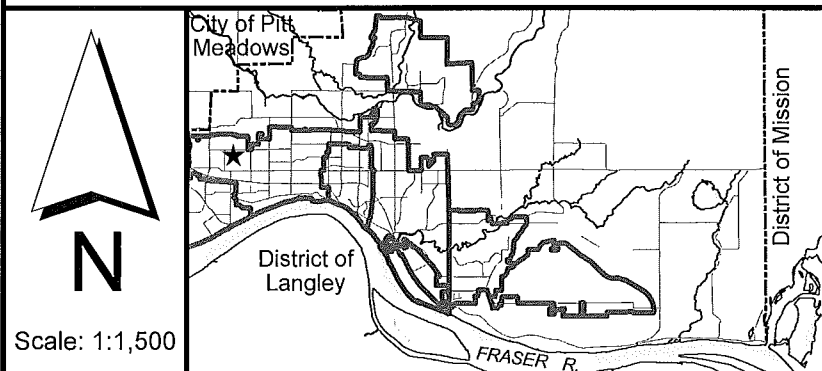 City of Pitt
Meadows
District of Mission
District of
Langley
N
Scale: 1:1,500
FRASER R.